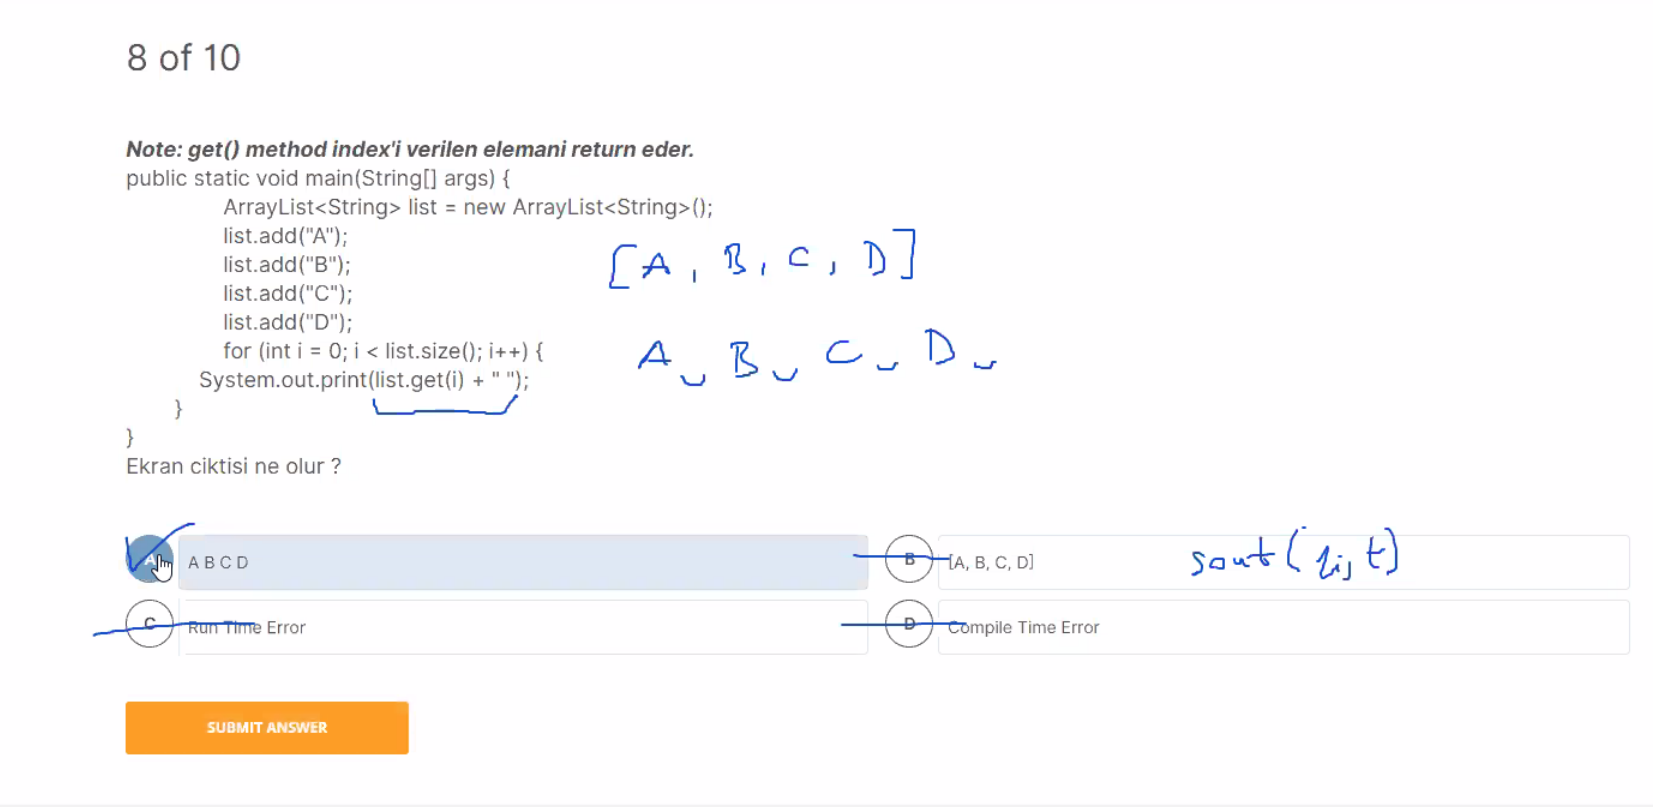 8 of 10
Note: get() method index'i verilen elemani return eder.
public static void main(String[] args) {
ArrayList<String> list = new ArrayList<String>();
list.add("A");
list.add("B");
list.add("C");
list.add("D");
[A, B, C, D]
for (int i = 0; i < list.size(); i++) {
System.out.print(list.get(i) + " ");
A B C D
}
}
Ekran ciktisi ne olur ?
A A B C D
B [A, B, C, D]
sout(list)
C Run Time Error
D Compile Time Error
SUBMIT ANSWER